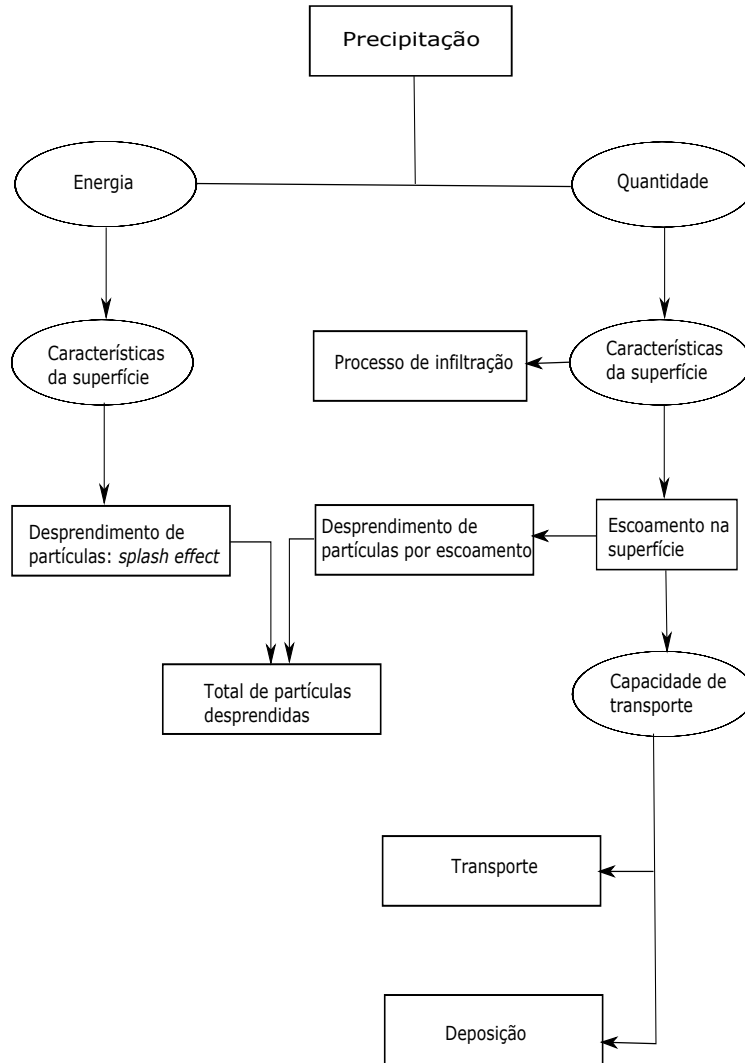 Precipitação
Energia
Quantidade
Características
da superfície
Processo de infiltração
Características
da superfície
Desprendimento de
partículas: splash effect
Desprendimento de
partículas por escoamento
Escoamento na
superfície
Total de partículas
desprendidas
Capacidade de
transporte
Transporte
Deposição